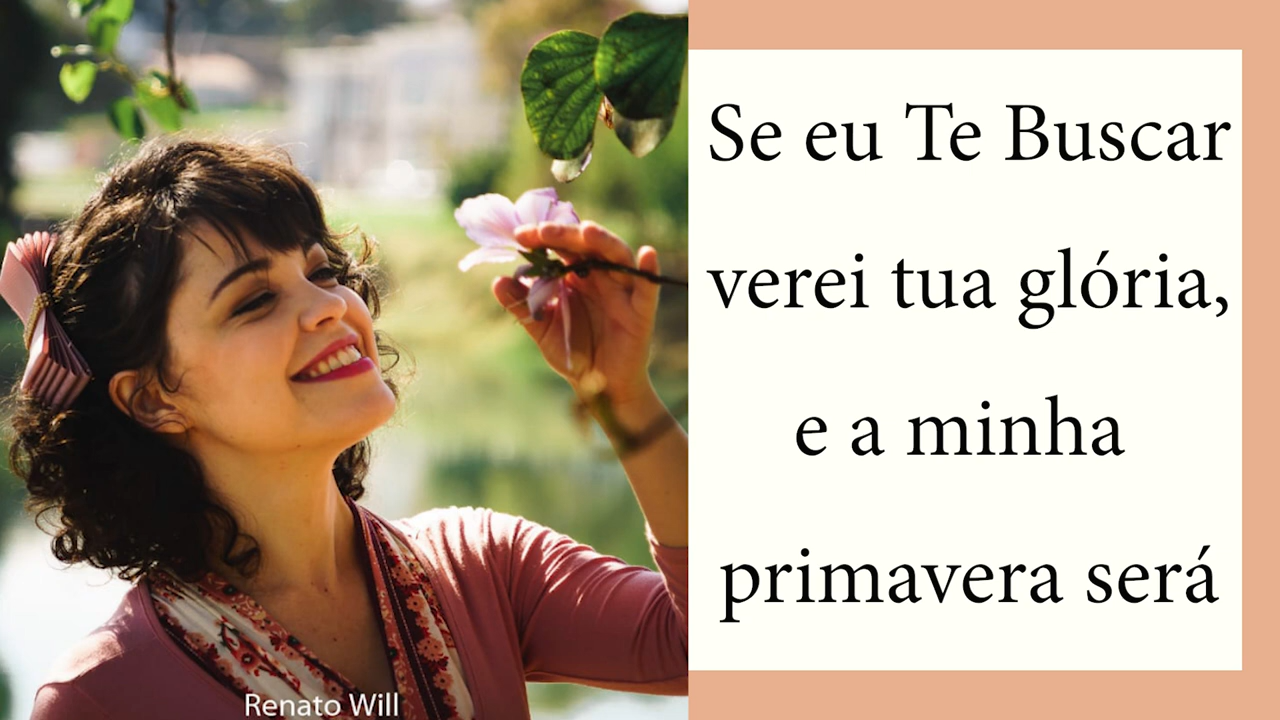 Se eu Te Buscar
verei tua glória,
e a minha
primavera será
Renato Will